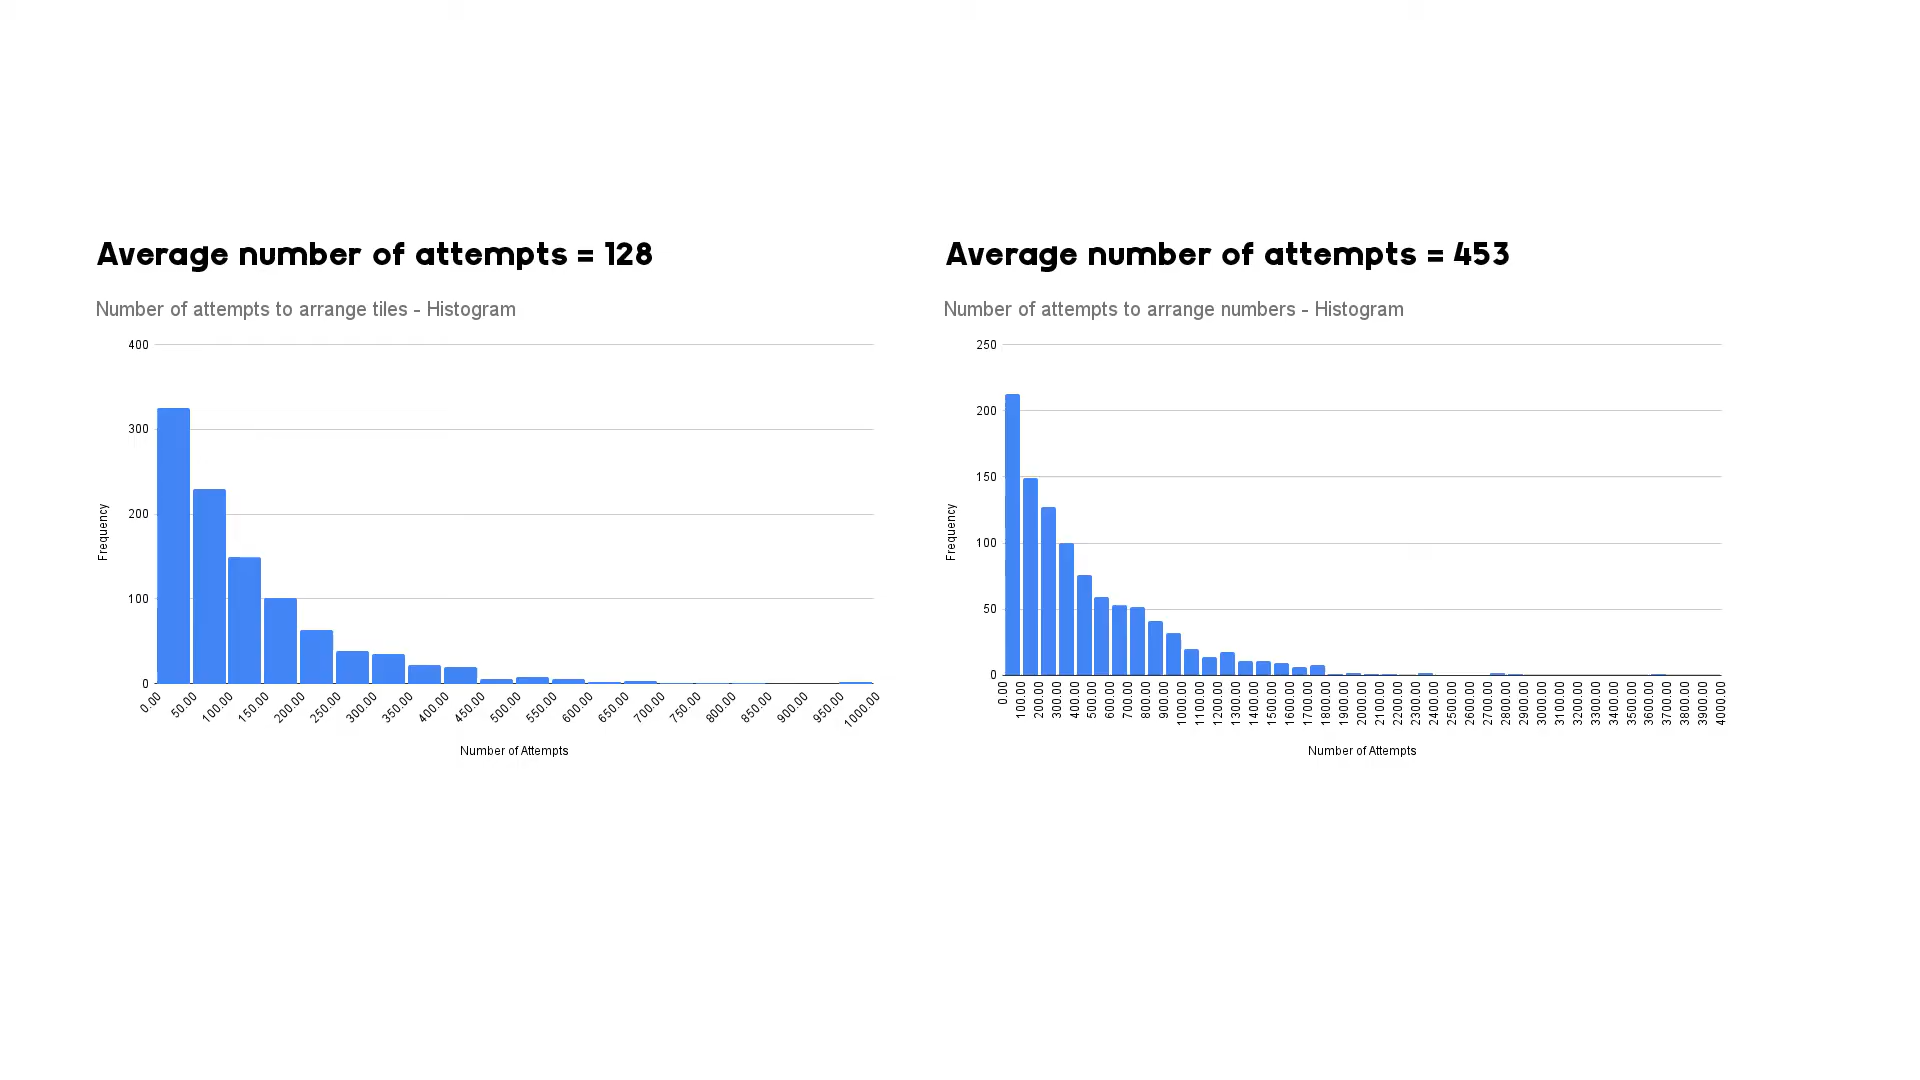 Average number of attempts = 128
Number of attempts to arrange tiles - Histogram
400
300
200
100
0
Frequency
0.00 50.00 100.00 150.00 200.00 250.00 300.00 350.00 400.00 450.00 500.00 550.00 600.00 650.00 700.00 750.00 800.00 850.00 900.00 950.00 1000.00
Number of Attempts
Average number of attempts = 453
Number of attempts to arrange numbers - Histogram
250
200
150
100
50
0
Frequency
0.00 100.00 200.00 300.00 400.00 500.00 600.00 700.00 800.00 900.00 1000.00 1100.00 1200.00 1300.00 1400.00 1500.00 1600.00 1700.00 1800.00 1900.00 2000.00 2100.00 2200.00 2300.00 2400.00 2500.00 2600.00 2700.00 2800.00 2900.00 3000.00 3100.00 3200.00 3300.00 3400.00 3500.00 3600.00 3700.00 3800.00 3900.00 4000.00
Number of Attempts